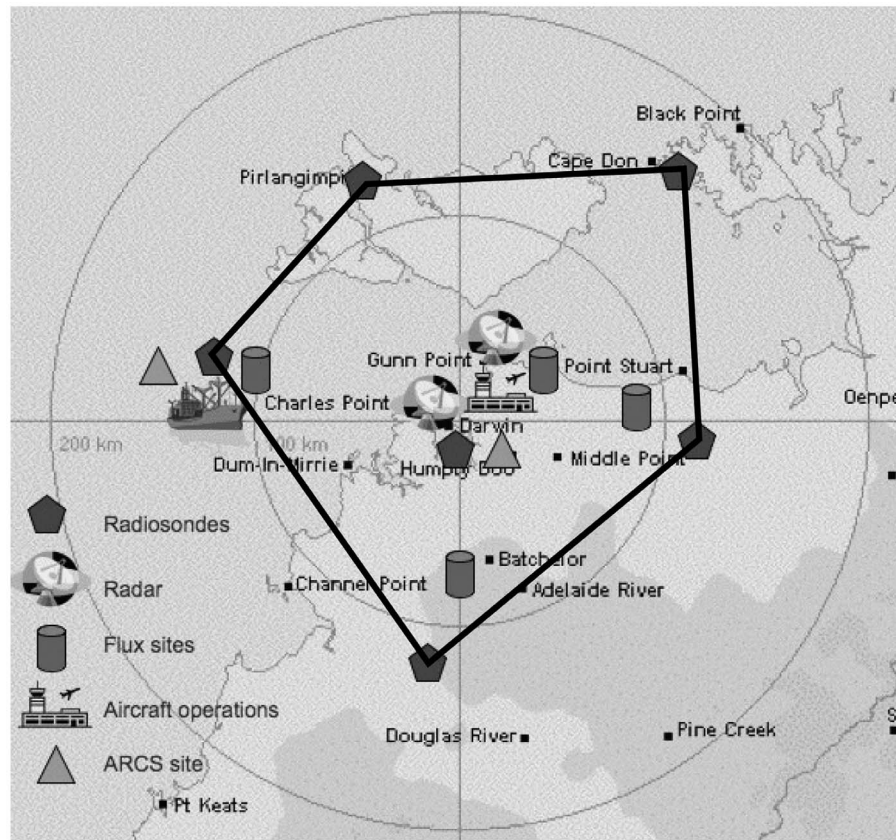 Black Point
Cape Don
Pirlangimpi
Gunn Point
Point Stuart
Charles Point
Oenpe
Darwin
200 km
100 km
Dum-In-Mirrie
Humpty Doo
Middle Point
Radiosondes
Batchelor
Channel Point
Adelaide River
Radar
Flux sites
Aircraft operations
S
Douglas River
Pine Creek
ARCS site
Pt Keats